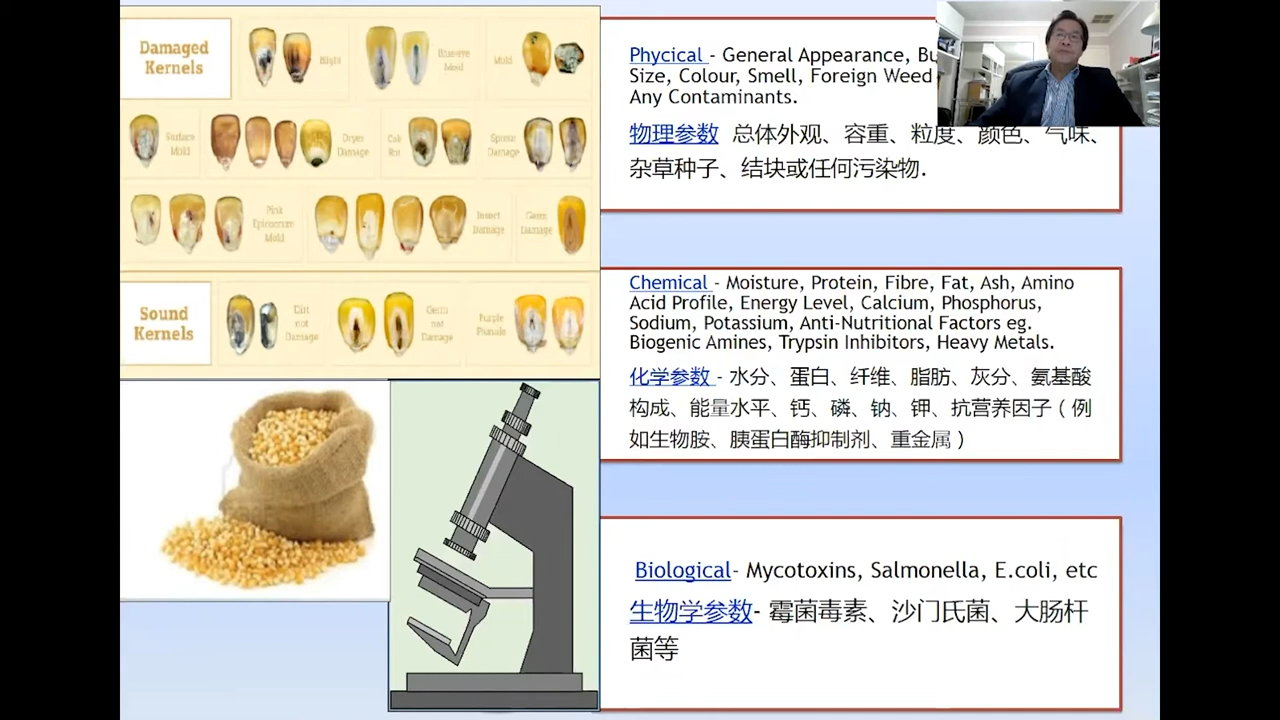 Damaged
Kernels
Blight
Blue-eye
Mold
Mold
Surface
Mold
Dryer
Damage
Cob
Rot
Sprout
Damage
Pink
Epicoccum
Mold
Insect
Damage
Germ
Damage
Sound
Kernels
Dirt
not
Damage
Germ
not
Damage
Purple
Phycical - General Appearance,
Size, Colour, Smell, Foreign Weed
Any Contaminants.
物理参数 总体外观、容重、粒度、颜色、气味、
杂草种子、结块或任何污染物.
Chemical - Moisture, Protein, Fibre, Fat, Ash, Amino
Acid Profile, Energy Level, Calcium, Phosphorus,
Sodium, Potassium, Anti-Nutritional Factors eg.
Biogenic Amines, Trypsin Inhibitors, Heavy Metals.
化学参数 - 水分、蛋白、纤维、脂肪、灰分、氨基酸
构成、能量水平、钙、磷、钠、钾、抗营养因子（例
如生物胺、胰蛋白酶抑制剂、重金属）
Biological- Mycotoxins, Salmonella, E.coli, etc
生物学参数- 霉菌毒素、沙门氏菌、大肠杆
菌等